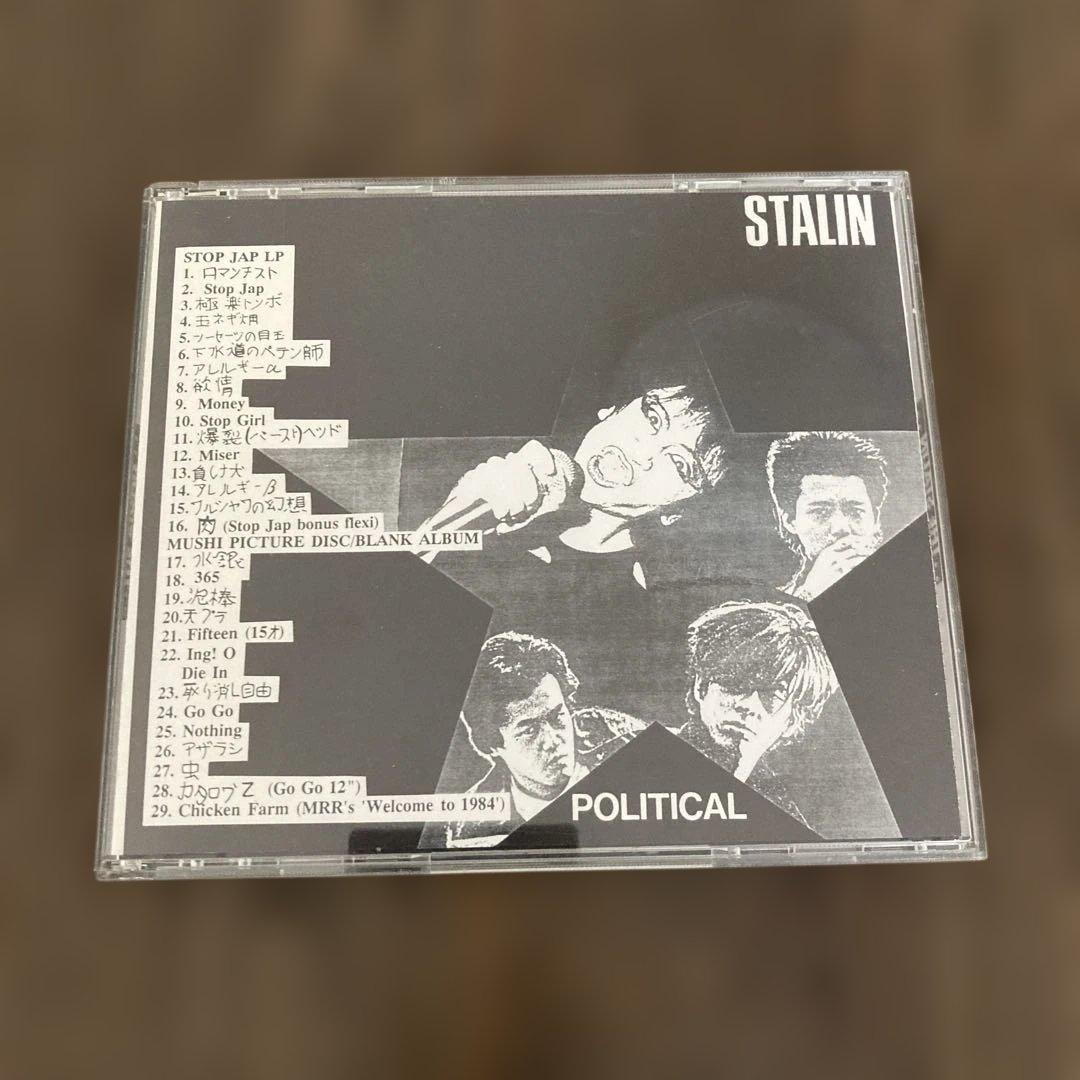 STALIN
STOP JAP LP
1. ロマンチスト
2. Stop Jap
3. 極楽トンボ
4. 玉ネギ畑
5. ソーセージの目玉
6. 下水道のペテン師
7. アレルギーα
8. 欲情
9. Money
10. Stop Girl
11. 爆裂(バースト)ヘッド
12. Miser
13. 負け犬
14. アレルギーβ
15. フルシャフの幻想
16. 肉 (Stop Jap bonus flexi)
MUSHI PICTURE DISC/BLANK ALBUM
17. 水銀
18. 365
19. 泥棒
20. 天プラ
21. Fifteen (15才)
22. Ing! O
Die In
23. 取り消し自由
24. Go Go
25. Nothing
26. アザラシ
27. 虫
28. カタログZ (Go Go 12")
29. Chicken Farm (MRR's 'Welcome to 1984')
POLITICAL